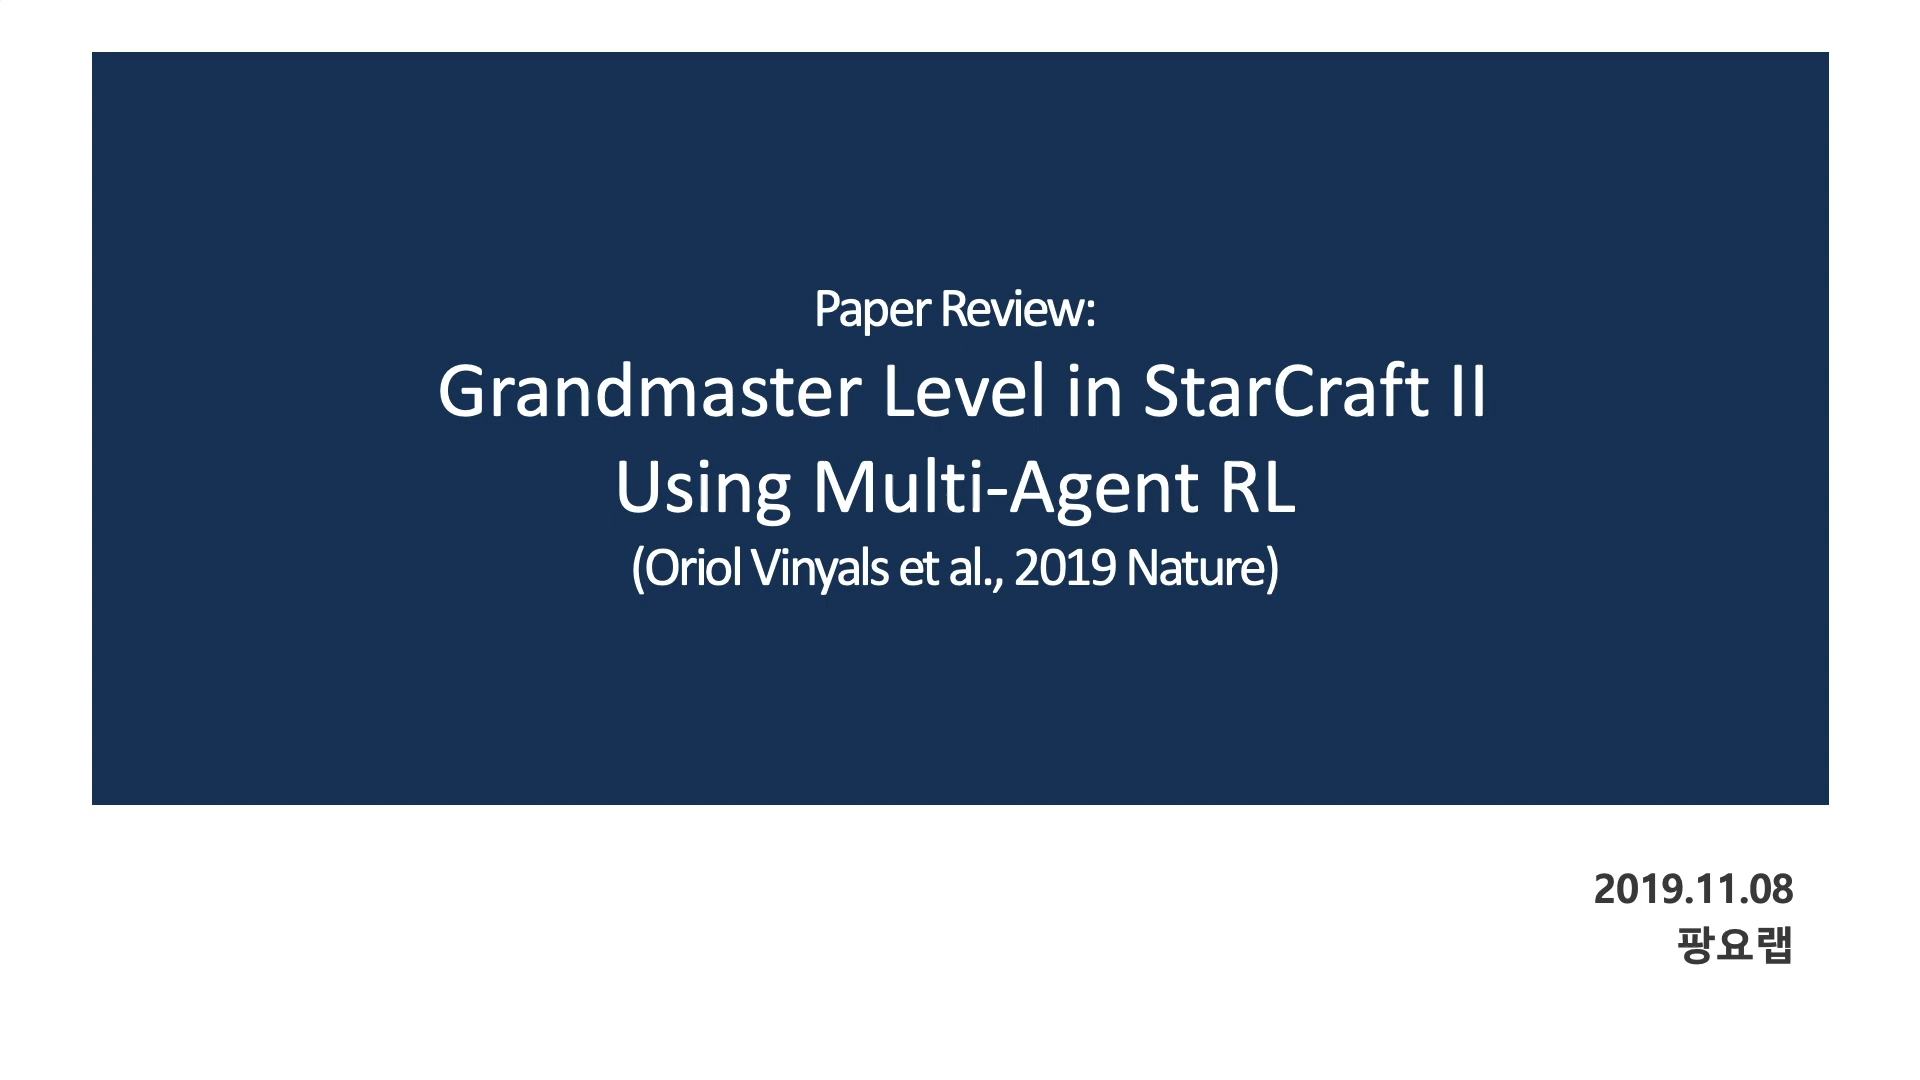 Paper Review:
Grandmaster Level in StarCraft II
Using Multi-Agent RL
(Oriol Vinyals et al., 2019 Nature)
2019.11.08
팡요랩